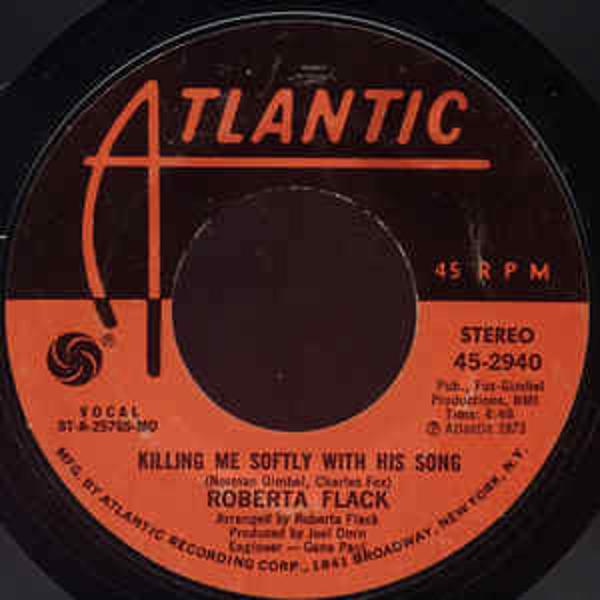 ATLANTIC
45 RPM
STEREO
45-2940
Pub., Fox-Gimbel
Productions, BMI
Time: 4:46
Ⓟ Atlantic 1973
®
VOCAL
ST-A-25765-MO
KILLING ME SOFTLY WITH HIS SONG
(Norman Gimbel, Charles Fox)
ROBERTA FLACK
Arranged by Roberta Flack
Produced by Joel Dorn
Engineer — Gene Paul
MFG. BY ATLANTIC RECORDING CORP., 1841 BROADWAY, NEW YORK, N.Y.